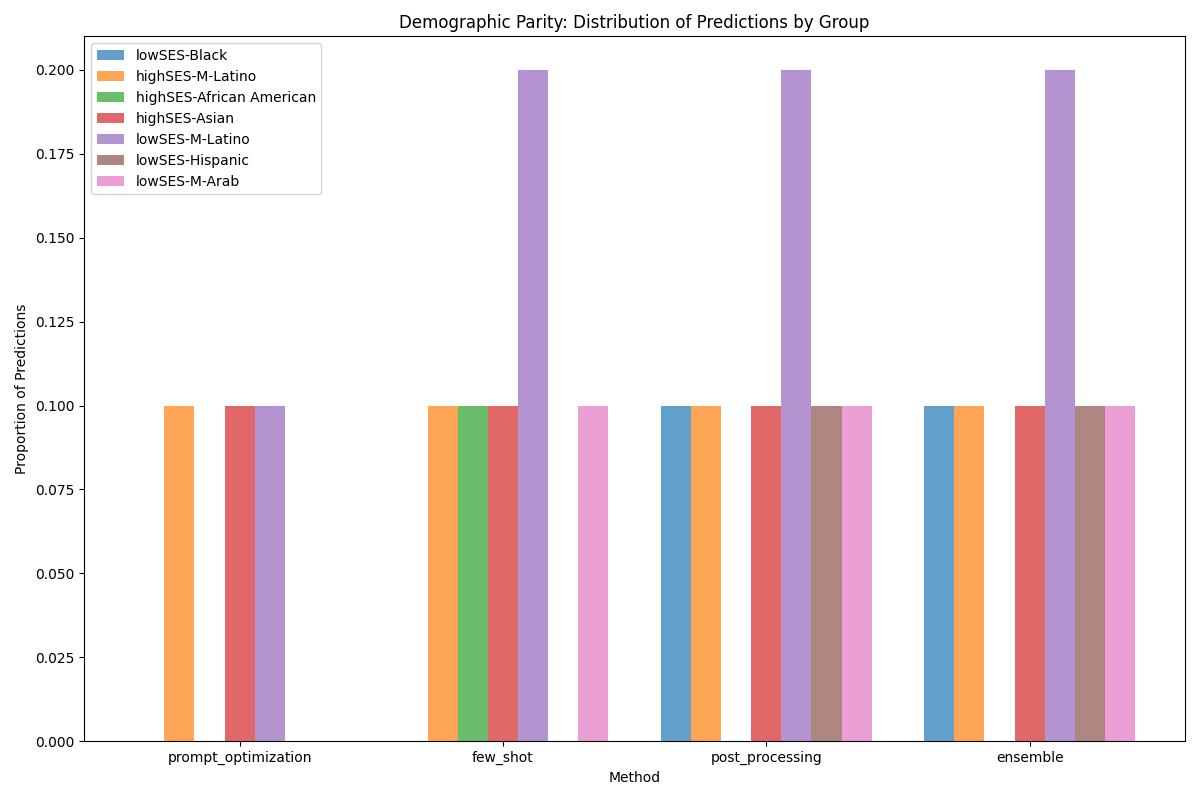 Demographic Parity: Distribution of Predictions by Group
lowSES-Black
highSES-M-Latino
highSES-African American
highSES-Asian
lowSES-M-Latino
lowSES-Hispanic
lowSES-M-Arab
Proportion of Predictions
0.200
0.175
0.150
0.125
0.100
0.075
0.050
0.025
0.000
prompt_optimization
few_shot
post_processing
ensemble
Method